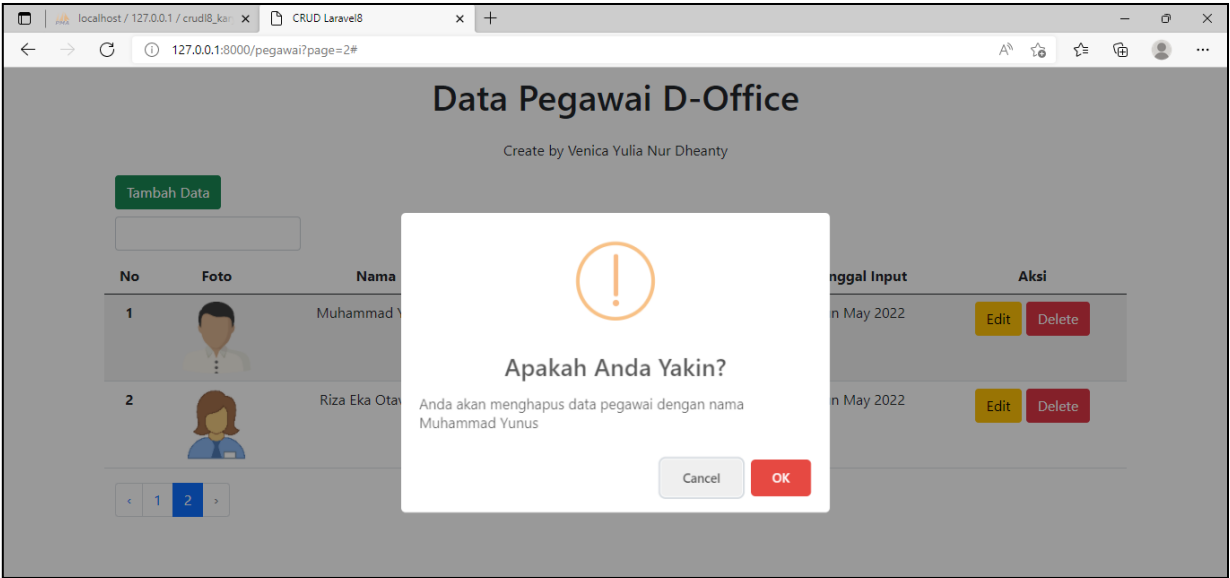 localhost / 127.0.0.1 / crudl8_kar
CRUD Laravel8
127.0.0.1:8000/pegawai?page=2#
Data Pegawai D-Office
Create by Venica Yulia Nur Dheanty
Tambah Data
No Foto Nama nggal Input Aksi
1 Muhammad Y n May 2022 Edit Delete
2 Riza Eka Otav n May 2022 Edit Delete
Apakah Anda Yakin?
Anda akan menghapus data pegawai dengan nama
Muhammad Yunus
Cancel OK
‹ 1 2 ›